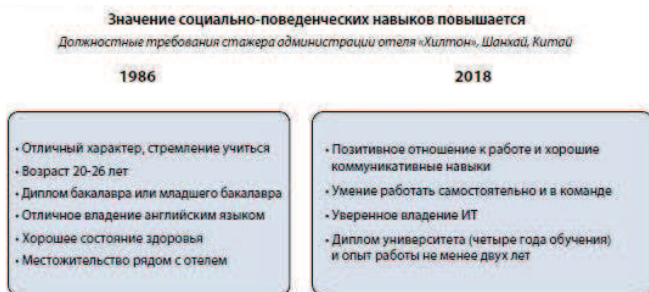 Значение социально-поведенческих навыков повышается
Должностные требования стажера администрации отеля «Хилтон», Шанхай, Китай
1986
2018
• Отличный характер, стремление учиться
• Возраст 20-26 лет
• Диплом бакалавра или младшего бакалавра
• Отличное владение английским языком
• Хорошее состояние здоровья
• Местожительство рядом с отелем
• Позитивное отношение к работе и хорошие
коммуникативные навыки
• Умение работать самостоятельно и в команде
• Уверенное владение ИТ
• Диплом университета (четыре года обучения)
и опыт работы не менее двух лет